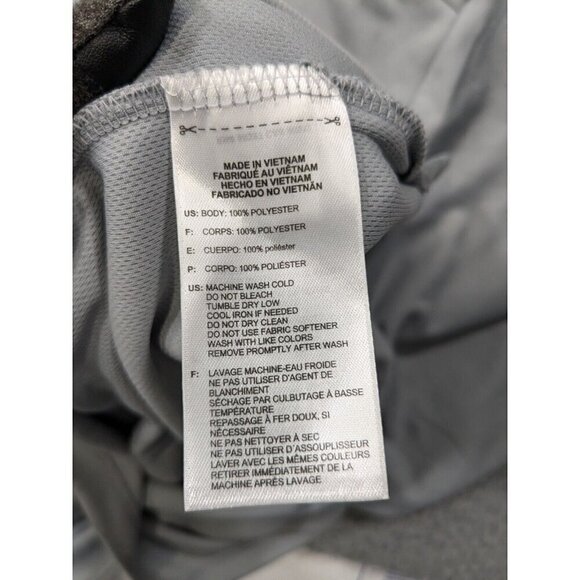 MADE IN VIETNAM
FABRIQUÉ AU VIÊTNAM
HECHO EN VIETNAM
FABRICADO NO VIETNÃN
US: BODY: 100% POLYESTER
F: CORPS: 100% POLYESTER
E: CUERPO: 100% poliéster
P: CORPO: 100% POLIÉSTER
US: MACHINE WASH COLD
DO NOT BLEACH
TUMBLE DRY LOW
COOL IRON IF NEEDED
DO NOT DRY CLEAN
DO NOT USE FABRIC SOFTENER
WASH WITH LIKE COLORS
REMOVE PROMPTLY AFTER WASH
F: LAVAGE MACHINE-EAU FROIDE
NE PAS UTILISER D'AGENT DE
BLANCHIMENT
SÉCHAGE PAR CULBUTAGE À BASSE
TEMPÉRATURE
REPASSAGE À FER DOUX, SI
NÉCESSAIRE
NE PAS NETTOYER À SEC
NE PAS UTILISER D'ASSOUPLISSEUR
LAVER AVEC LES MÊMES COULEURS
RETIRER IMMÉDIATEMENT DE LA
MACHINE APRÈS LAVAGE